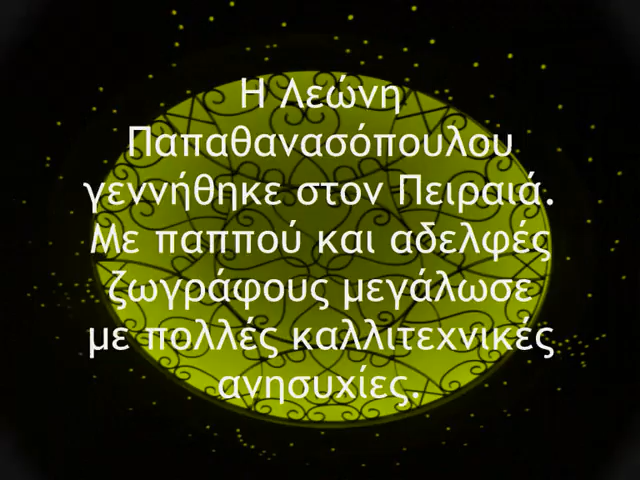 Η Λεώνη
Παπαθανασόπουλου
γεννήθηκε στον Πειραιά.
Με παππού και αδελφές
ζωγράφους μεγάλωσε
με πολλές καλλιτεχνικές
ανησυχίες.